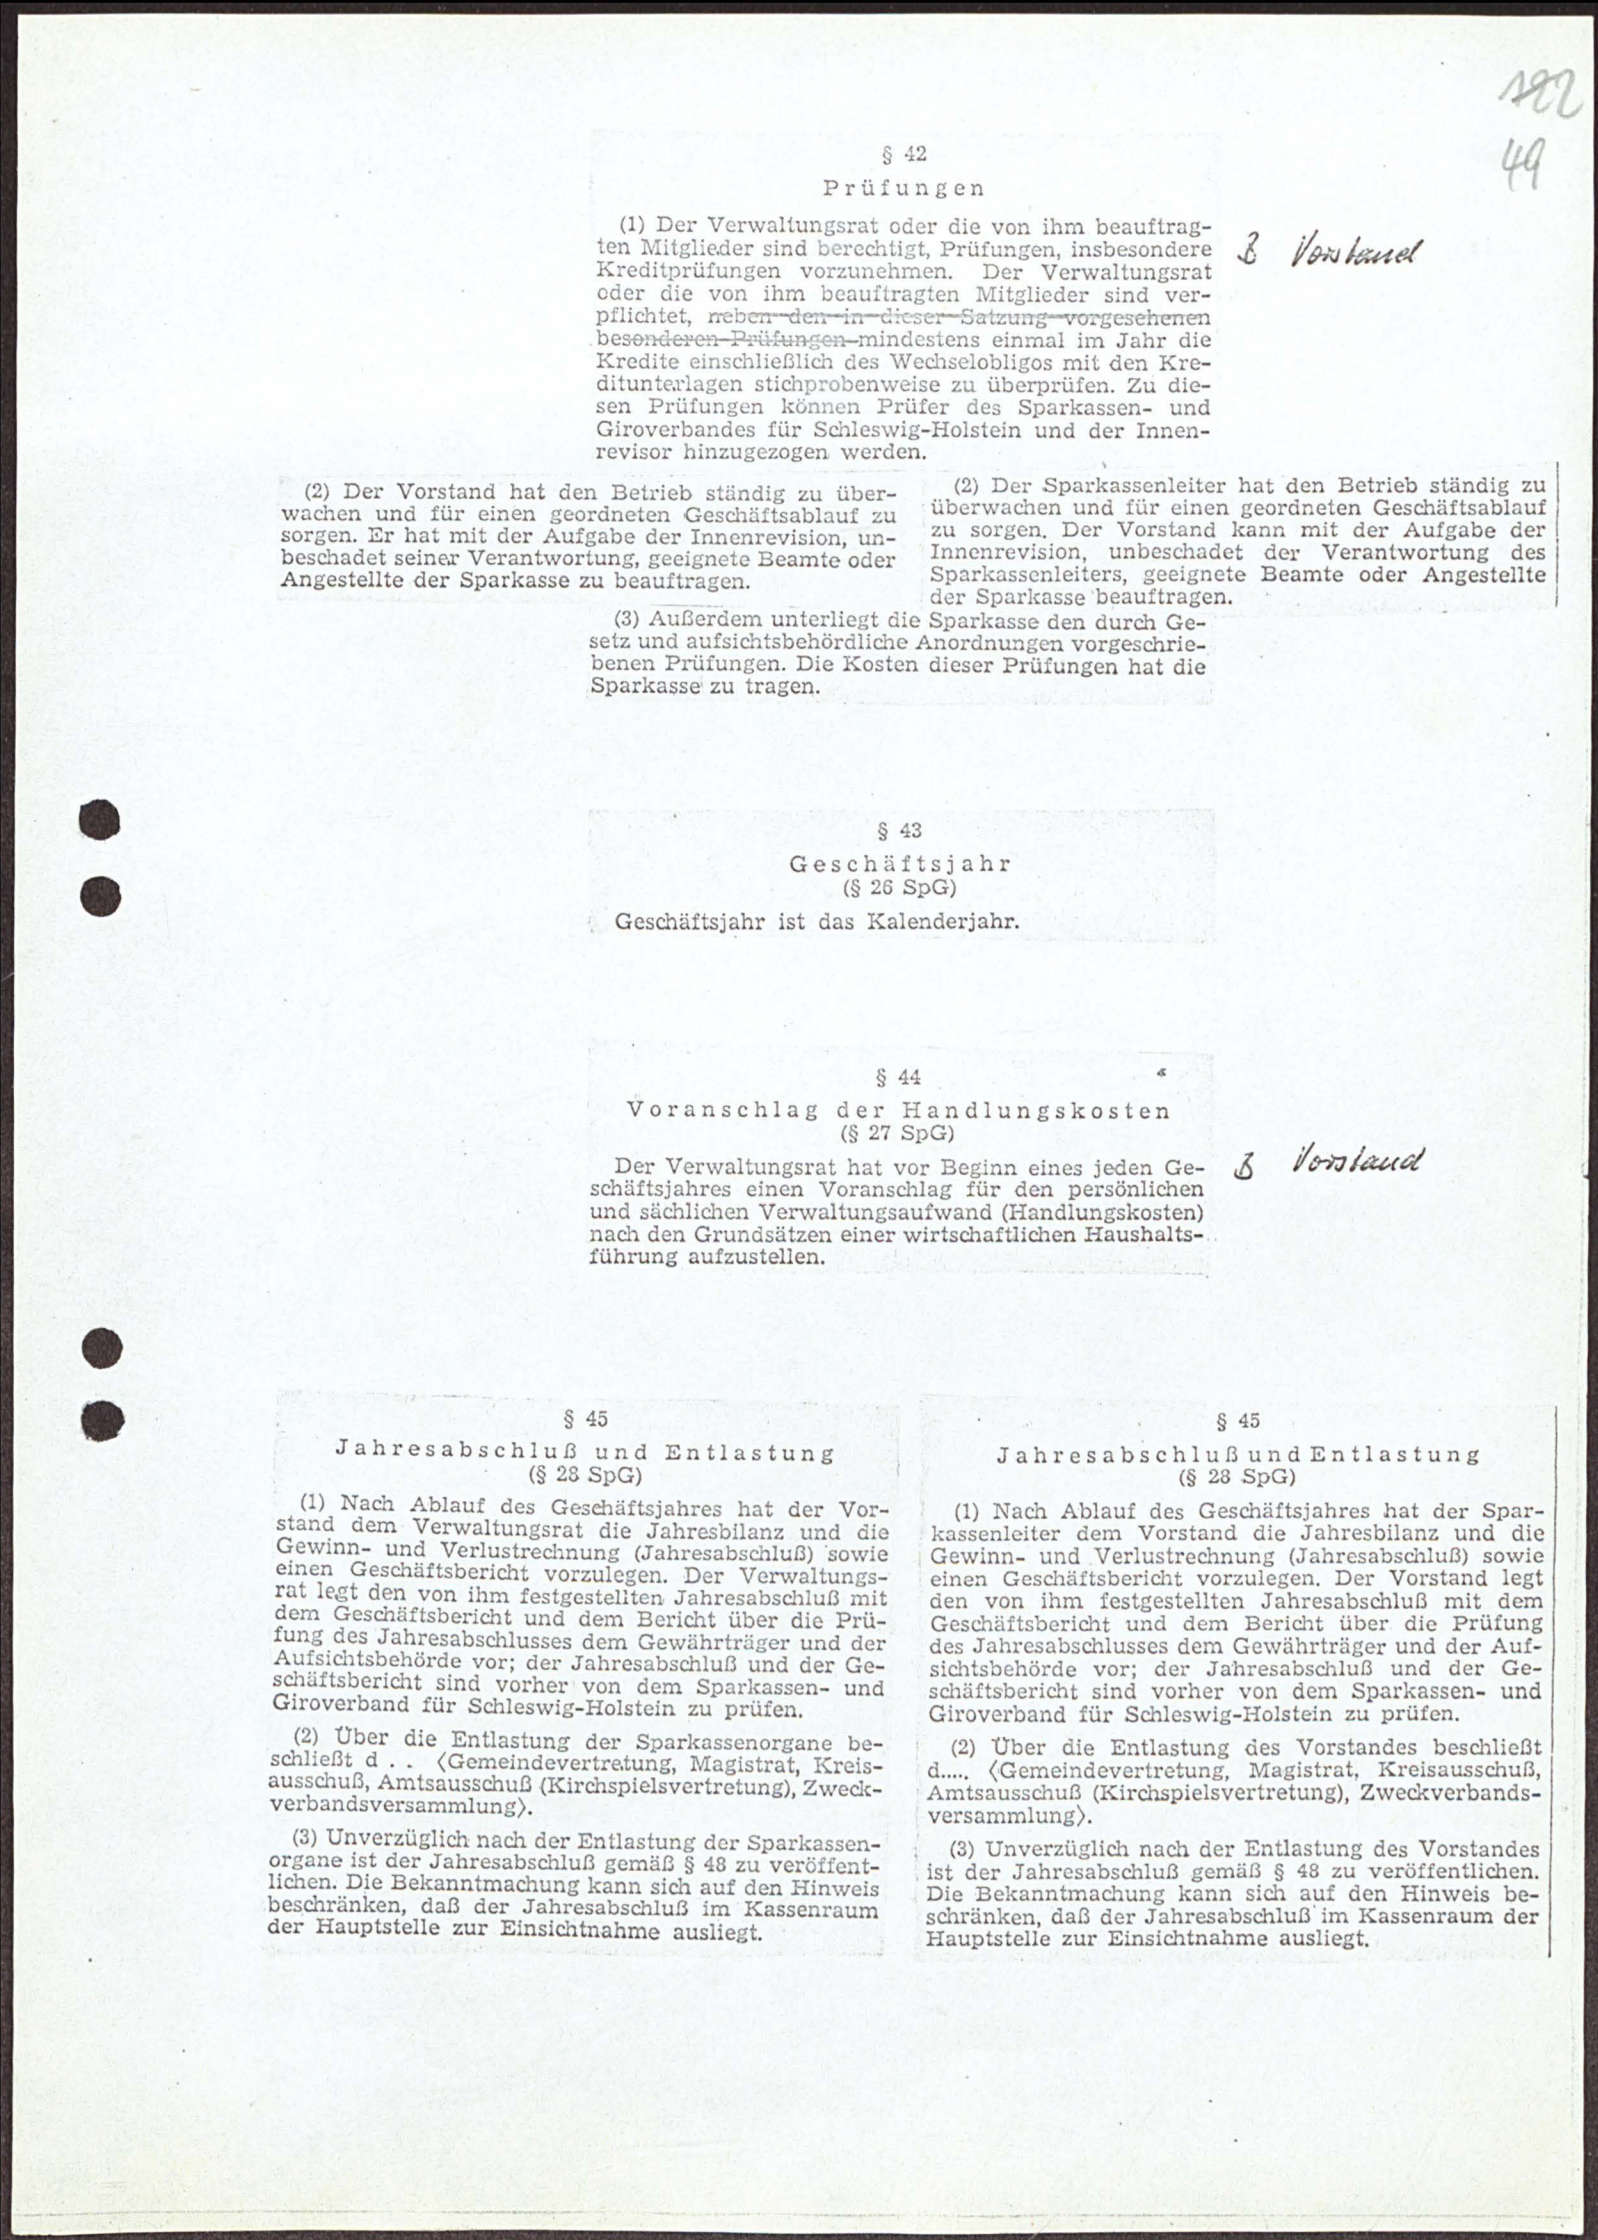 122
49
§ 42
Prüfungen
(1) Der Verwaltungsrat oder die von ihm beauftrag-
ten Mitglieder sind berechtigt, Prüfungen, insbesondere
Kreditprüfungen vorzunehmen. Der Verwaltungsrat
oder die von ihm beauftragten Mitglieder sind ver-
pflichtet, neben den in dieser Satzung vorgesehenen
besonderen Prüfungen mindestens einmal im Jahr die
Kredite einschließlich des Wechselobligos mit den Kre-
ditunterlagen stichprobenweise zu überprüfen. Zu die-
sen Prüfungen können Prüfer des Sparkassen- und
Giroverbandes für Schleswig-Holstein und der Innen-
revisor hinzugezogen werden.
B Vorstand
(2) Der Vorstand hat den Betrieb ständig zu über-
wachen und für einen geordneten Geschäftsablauf zu
sorgen. Er hat mit der Aufgabe der Innenrevision, un-
beschadet seiner Verantwortung, geeignete Beamte oder
Angestellte der Sparkasse zu beauftragen.
(2) Der Sparkassenleiter hat den Betrieb ständig zu
überwachen und für einen geordneten Geschäftsablauf
zu sorgen. Der Vorstand kann mit der Aufgabe der
Innenrevision, unbeschadet der Verantwortung des
Sparkassenleiters, geeignete Beamte oder Angestellte
der Sparkasse beauftragen.
(3) Außerdem unterliegt die Sparkasse den durch Ge-
setz und aufsichtsbehördliche Anordnungen vorgeschrie-
benen Prüfungen. Die Kosten dieser Prüfungen hat die
Sparkasse zu tragen.
§ 43
Geschäftsjahr
(§ 26 SpG)
Geschäftsjahr ist das Kalenderjahr.
§ 44
Voranschlag der Handlungskosten
(§ 27 SpG)
Der Verwaltungsrat hat vor Beginn eines jeden Ge-
schäftsjahres einen Voranschlag für den persönlichen
und sächlichen Verwaltungsaufwand (Handlungskosten)
nach den Grundsätzen einer wirtschaftlichen Haushalts-
führung aufzustellen.
B Vorstand
§ 45
Jahresabschluß und Entlastung
(§ 28 SpG)
(1) Nach Ablauf des Geschäftsjahres hat der Vor-
stand dem Verwaltungsrat die Jahresbilanz und die
Gewinn- und Verlustrechnung (Jahresabschluß) sowie
einen Geschäftsbericht vorzulegen. Der Verwaltungs-
rat legt den von ihm festgestellten Jahresabschluß mit
dem Geschäftsbericht und dem Bericht über die Prü-
fung des Jahresabschlusses dem Gewährträger und der
Aufsichtsbehörde vor; der Jahresabschluß und der Ge-
schäftsbericht sind vorher von dem Sparkassen- und
Giroverband für Schleswig-Holstein zu prüfen.
(2) Über die Entlastung der Sparkassenorgane be-
schließt d . . ⟨Gemeindevertretung, Magistrat, Kreis-
ausschuß, Amtsausschuß (Kirchspielsvertretung), Zweck-
verbandsversammlung⟩.
(3) Unverzüglich nach der Entlastung der Sparkassen-
organe ist der Jahresabschluß gemäß § 48 zu veröffent-
lichen. Die Bekanntmachung kann sich auf den Hinweis
beschränken, daß der Jahresabschluß im Kassenraum
der Hauptstelle zur Einsichtnahme ausliegt.
§ 45
Jahresabschluß und Entlastung
(§ 28 SpG)
(1) Nach Ablauf des Geschäftsjahres hat der Spar-
kassenleiter dem Vorstand die Jahresbilanz und die
Gewinn- und Verlustrechnung (Jahresabschluß) sowie
einen Geschäftsbericht vorzulegen. Der Vorstand legt
den von ihm festgestellten Jahresabschluß mit dem
Geschäftsbericht und dem Bericht über die Prüfung
des Jahresabschlusses dem Gewährträger und der Auf-
sichtsbehörde vor; der Jahresabschluß und der Ge-
schäftsbericht sind vorher von dem Sparkassen- und
Giroverband für Schleswig-Holstein zu prüfen.
(2) Über die Entlastung des Vorstandes beschließt
d..... ⟨Gemeindevertretung, Magistrat, Kreisausschuß,
Amtsausschuß (Kirchspielsvertretung), Zweckverbands-
versammlung⟩.
(3) Unverzüglich nach der Entlastung des Vorstandes
ist der Jahresabschluß gemäß § 48 zu veröffentlichen.
Die Bekanntmachung kann sich auf den Hinweis be-
schränken, daß der Jahresabschluß im Kassenraum der
Hauptstelle zur Einsichtnahme ausliegt.